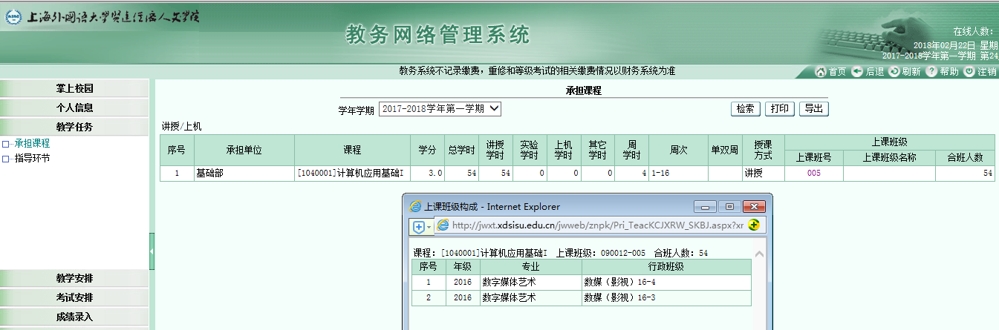 上海外国语大学贤达经济人文学院
教务网络管理系统
在线人数:
2018年02月22日 星期
2017-2018学年第一学期 第24
教务系统不记录缴费，重修和等级考试的相关缴费情况以财务系统为准
首页 后退 刷新 帮助 注销
掌上校园
个人信息
教学任务
承担课程
指导环节
教学安排
考试安排
成绩录入
承担课程
学年学期 2017-2018学年第一学期 检索 打印 导出
讲授/上机
序号 承担单位 课程 学分 总学时 讲授学时 实验学时 上机学时 其它学时 周学时 周次 单双周 授课方式 上课班级
上课班号 上课班级名称 合班人数
1 基础部 [1040001]计算机应用基础I 3.0 54 54 0 0 0 4 1-16 讲授 005 54
上课班级构成 - Internet Explorer
http://jwxt.xdsisu.edu.cn/jwweb/znpk/Pri_TeacKCJXRW_SKBJ.aspx?xr
课程: [1040001]计算机应用基础I 上课班级: 090012-005 合班人数: 54
序号 年级 专业 行政班级
1 2016 数字媒体艺术 数媒（影视）16-4
2 2016 数字媒体艺术 数媒（影视）16-3